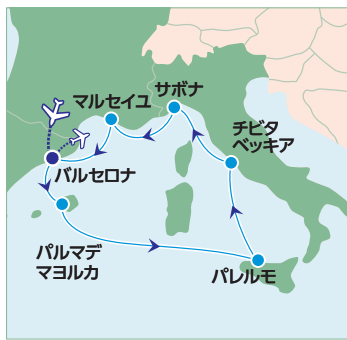 サボナ
マルセイユ
チビタ
ベッキア
バルセロナ
パルマデ
マヨルカ
パレルモ